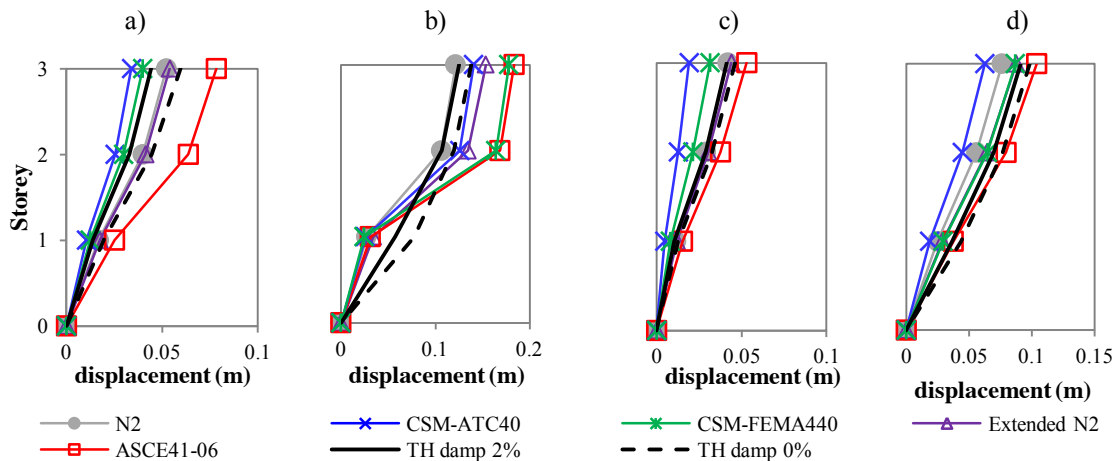 a) b) c) d)
3
2
1
0
Storey
0 0.05 0.1
0 0.1 0.2
0 0.05 0.1
0 0.05 0.1 0.15
displacement (m) displacement (m) displacement (m) displacement (m)
N2 CSM-ATC40 CSM-FEMA440 Extended N2
ASCE41-06 TH damp 2% TH damp 0%